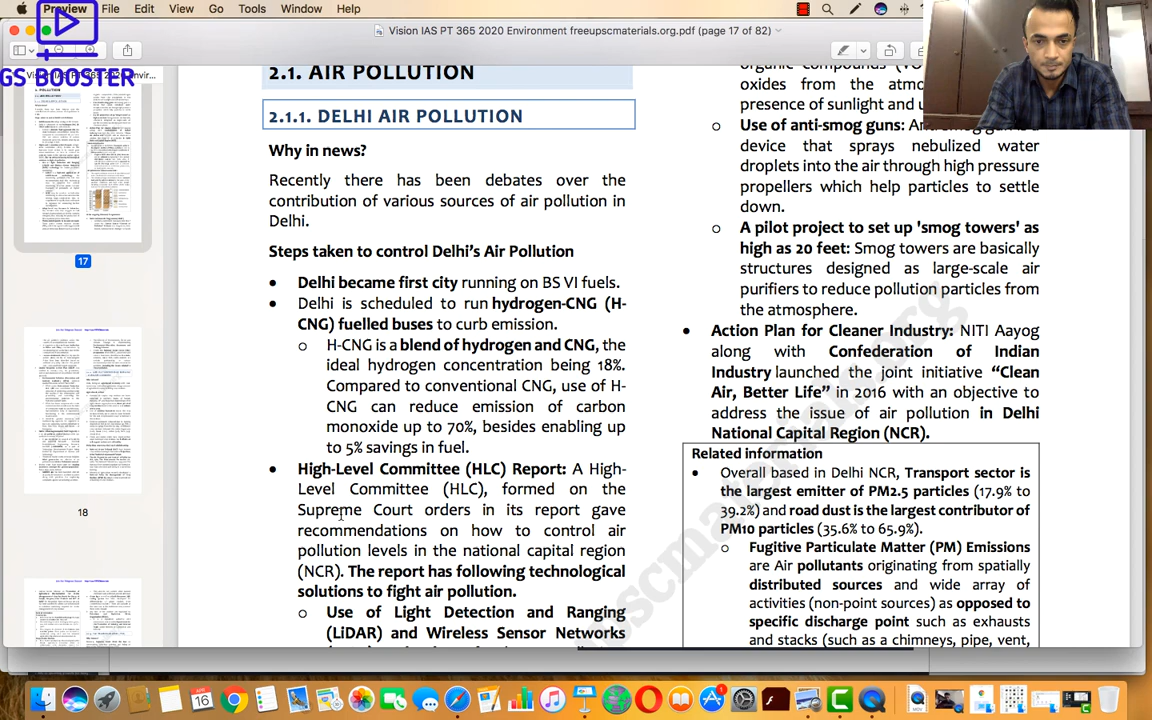 Preview File Edit View Go Tools Window Help
Vision IAS PT 365 2020 Environment freeupscmaterials.org.pdf (page 17 of 82)
GS BOOSTER
17
18
2.1. AIR POLLUTION
2.1.1. DELHI AIR POLLUTION
Why in news?
Recently there has been debates over the
contribution of various sources of air pollution in
Delhi.
Steps taken to control Delhi's Air Pollution
• Delhi became first city running on BS VI fuels.
• Delhi is scheduled to run hydrogen-CNG (H-
CNG) fuelled buses to curb emission.
o H-CNG is a blend of hydrogen and CNG, the
ideal hydrogen concentration being 18%.
Compared to conventional CNG, use of H-
CNG can reduce emission of carbon
monoxide up to 70%, besides enabling up
to 5% savings in fuel.
• High-Level Committee (HLC) Report: A High-
Level Committee (HLC), formed on the
Supreme Court orders in its report gave
recommendations on how to control air
pollution levels in the national capital region
(NCR). The report has following technological
solutions to fight air pollution.
o Use of Light Detection and Ranging
(LiDAR) and Wireless Sensor Networks
oxides from the
presence of sunlight and
o Use of anti-smog guns:
device that sprays nebulized water
droplets into the air through high pressure
propellers which help particles to settle
down.
o A pilot project to set up 'smog towers' as
high as 20 feet: Smog towers are basically
structures designed as large-scale air
purifiers to reduce pollution particles from
the atmosphere.
• Action Plan for Cleaner Industry: NITI Aayog
along with Confederation of Indian
Industry launched the joint initiative “Clean
Air, Better Life” in 2016 with an objective to
address the issue of air pollution in Delhi
National Capital Region (NCR).
Related information
• Overall based in Delhi NCR, Transport sector is
the largest emitter of PM2.5 particles (17.9% to
39.2%) and road dust is the largest contributor of
PM10 particles (35.6% to 65.9%).
o Fugitive Particulate Matter (PM) Emissions
are Air pollutants originating from spatially
distributed sources and wide array of
activities (non-point sources) as opposed to
specific discharge point such as exhausts
and stacks (such as a chimneys, pipe, vent,